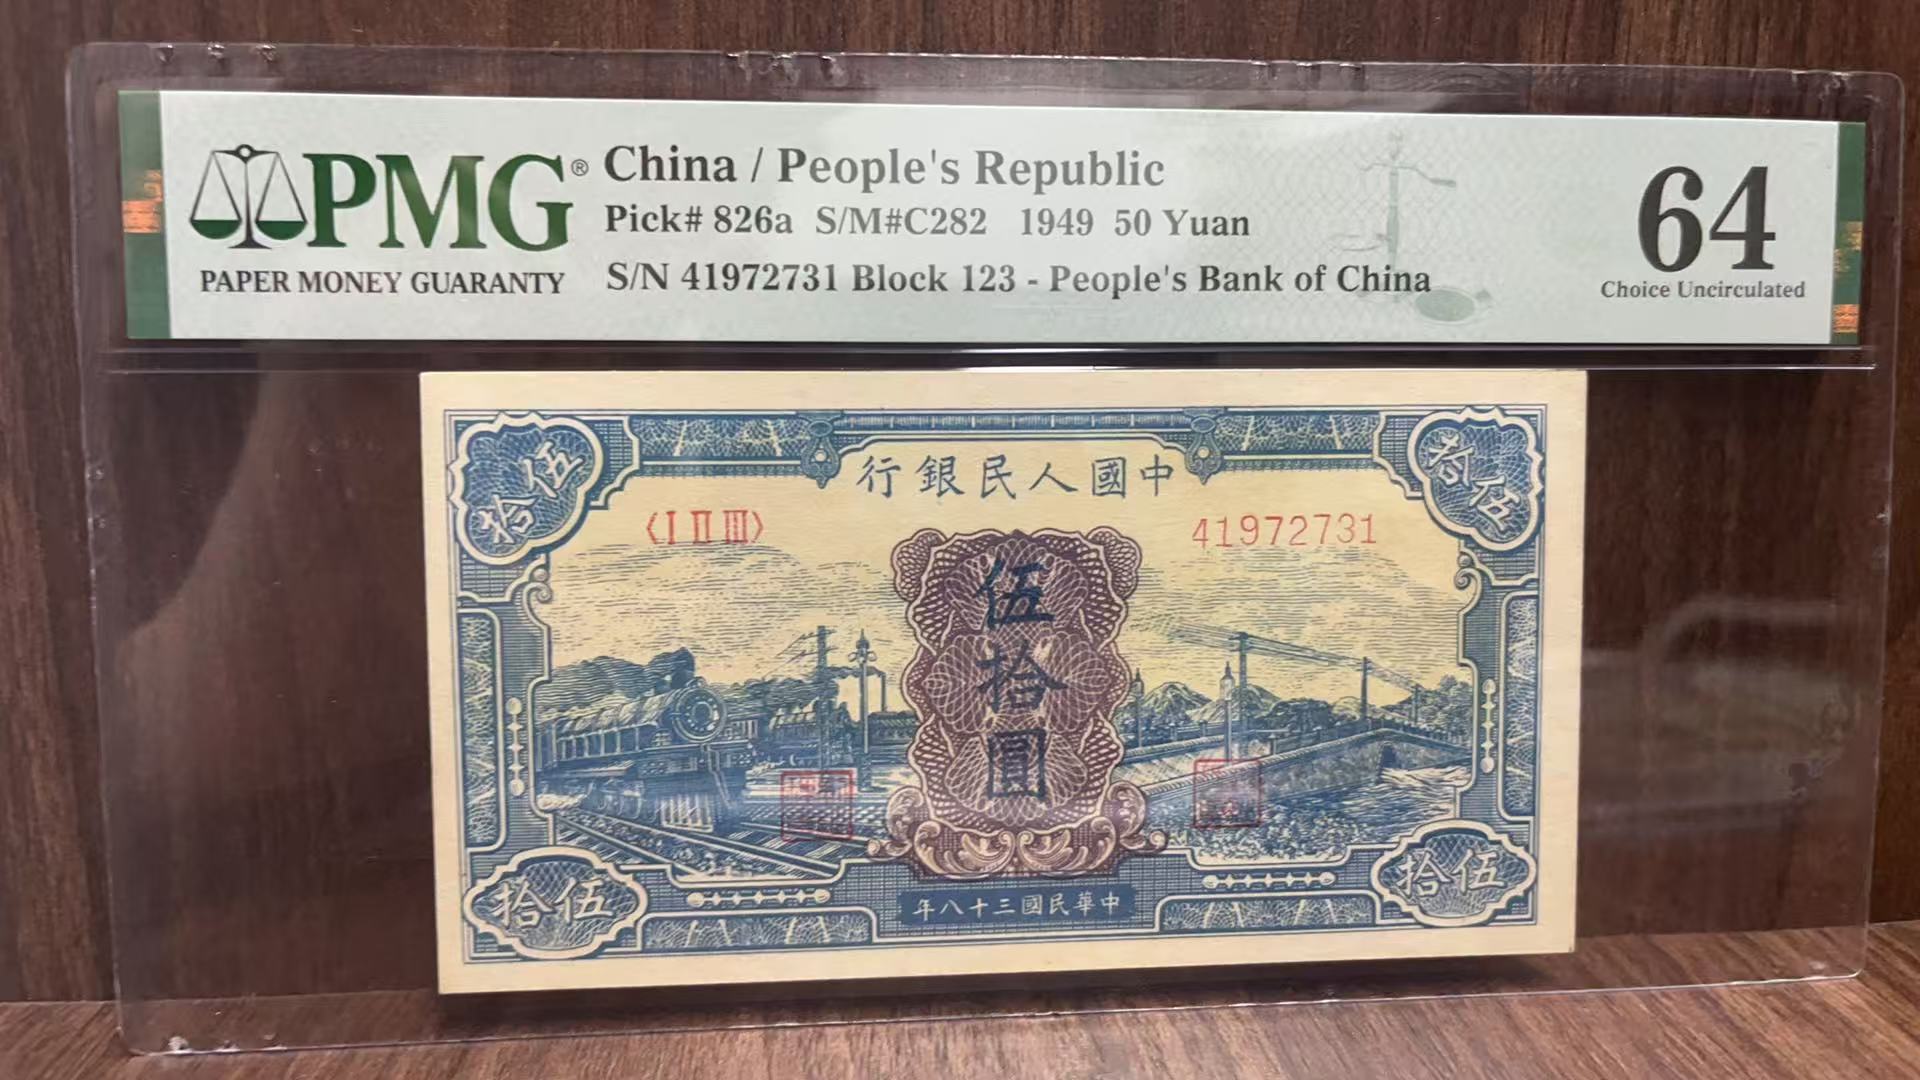 PMG®
PAPER MONEY GUARANTY
China / People's Republic
Pick# 826a S/M#C282 1949 50 Yuan
S/N 41972731 Block 123 - People's Bank of China
64
Choice Uncirculated
行銀民人國中
伍拾
拾伍
〈I II III〉
41972731
伍拾圓
拾伍
拾伍
年八十三國民華中